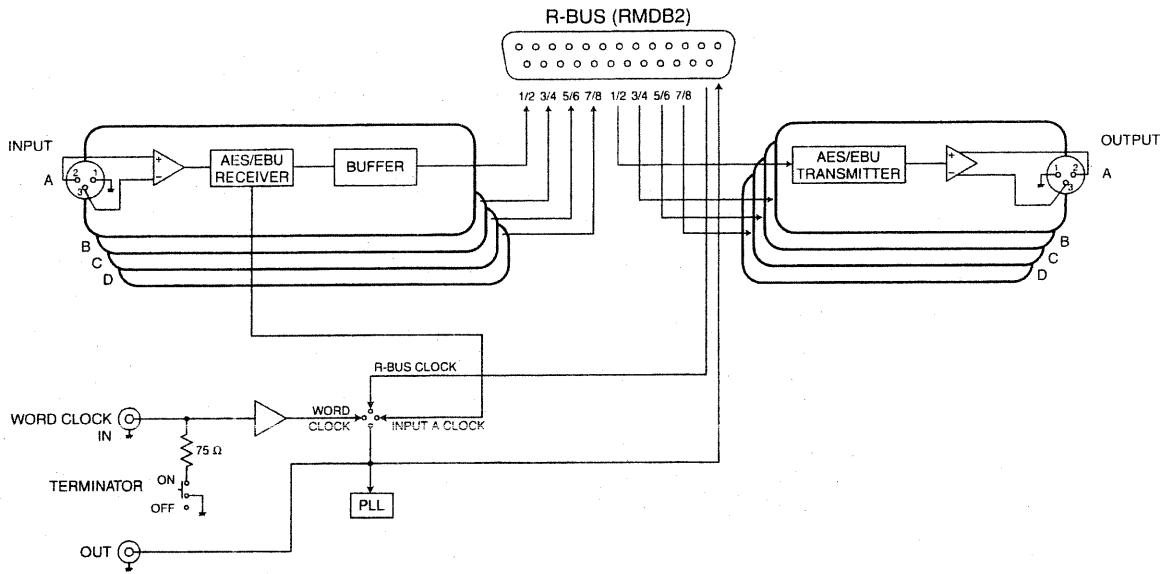 R-BUS (RMDB2)
1/2 3/4 5/6 7/8 1/2 3/4 5/6 7/8
INPUT
A
2 1
3
+
−
AES/EBU
RECEIVER
BUFFER
B
C
D
AES/EBU
TRANSMITTER
+
−
OUTPUT
1 2
3
A
B
C
D
R-BUS CLOCK
WORD CLOCK
IN
WORD
CLOCK
INPUT A CLOCK
75 Ω
TERMINATOR
ON
OFF
PLL
OUT